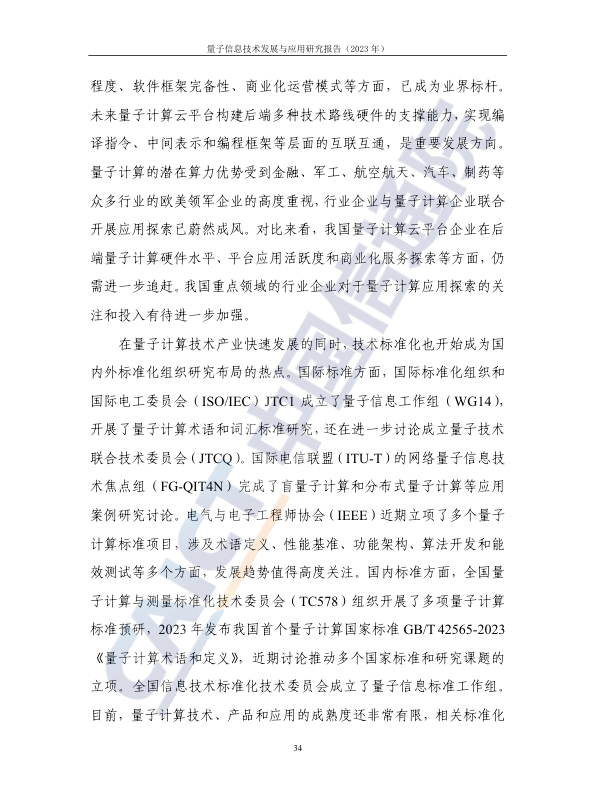 量子信息技术发展与应用研究报告（2023 年）
程度、软件框架完备性、商业化运营模式等方面，已成为业界标杆。
未来量子计算云平台构建后端多种技术路线硬件的支撑能力，实现编
译指令、中间表示和编程框架等层面的互联互通，是重要发展方向。
量子计算的潜在算力优势受到金融、军工、航空航天、汽车、制药等
众多行业的欧美领军企业的高度重视，行业企业与量子计算企业联合
开展应用探索已蔚然成风。对比来看，我国量子计算云平台企业在后
端量子计算硬件水平、平台应用活跃度和商业化服务探索等方面，仍
需进一步追赶。我国重点领域的行业企业对于量子计算应用探索的关
注和投入有待进一步加强。
在量子计算技术产业快速发展的同时，技术标准化也开始成为国
内外标准化组织研究布局的热点。国际标准方面，国际标准化组织和
国际电工委员会（ISO/IEC）JTC1 成立了量子信息工作组（WG14），
开展了量子计算术语和词汇标准研究，还在进一步讨论成立量子技术
联合技术委员会（JTCQ）。国际电信联盟（ITU-T）的网络量子信息技
术焦点组（FG-QIT4N）完成了盲量子计算和分布式量子计算等应用
案例研究讨论。电气与电子工程师协会（IEEE）近期立项了多个量子
计算标准项目，涉及术语定义、性能基准、功能架构、算法开发和能
效测试等多个方面，发展趋势值得高度关注。国内标准方面，全国量
子计算与测量标准化技术委员会（TC578）组织开展了多项量子计算
标准预研，2023 年发布我国首个量子计算国家标准 GB/T 42565-2023
《量子计算术语和定义》，近期讨论推动多个国家标准和研究课题的
立项。全国信息技术标准化技术委员会成立了量子信息标准工作组。
目前，量子计算技术、产品和应用的成熟度还非常有限，相关标准化
34
CAICT 中国信通院